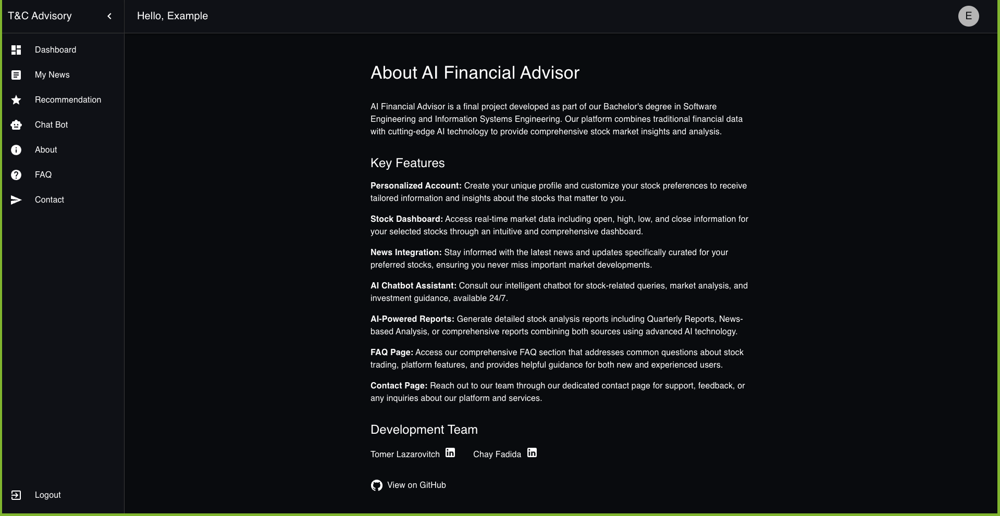 T&C Advisory
Hello, Example
E
Dashboard
My News
Recommendation
Chat Bot
About
FAQ
Contact
Logout
About AI Financial Advisor
AI Financial Advisor is a final project developed as part of our Bachelor's degree in Software
Engineering and Information Systems Engineering. Our platform combines traditional financial data
with cutting-edge AI technology to provide comprehensive stock market insights and analysis.
Key Features
Personalized Account: Create your unique profile and customize your stock preferences to receive
tailored information and insights about the stocks that matter to you.
Stock Dashboard: Access real-time market data including open, high, low, and close information for
your selected stocks through an intuitive and comprehensive dashboard.
News Integration: Stay informed with the latest news and updates specifically curated for your
preferred stocks, ensuring you never miss important market developments.
AI Chatbot Assistant: Consult our intelligent chatbot for stock-related queries, market analysis, and
investment guidance, available 24/7.
AI-Powered Reports: Generate detailed stock analysis reports including Quarterly Reports, News-
based Analysis, or comprehensive reports combining both sources using advanced AI technology.
FAQ Page: Access our comprehensive FAQ section that addresses common questions about stock
trading, platform features, and provides helpful guidance for both new and experienced users.
Contact Page: Reach out to our team through our dedicated contact page for support, feedback, or
any inquiries about our platform and services.
Development Team
Tomer Lazarovitch in Chay Fadida in
View on GitHub